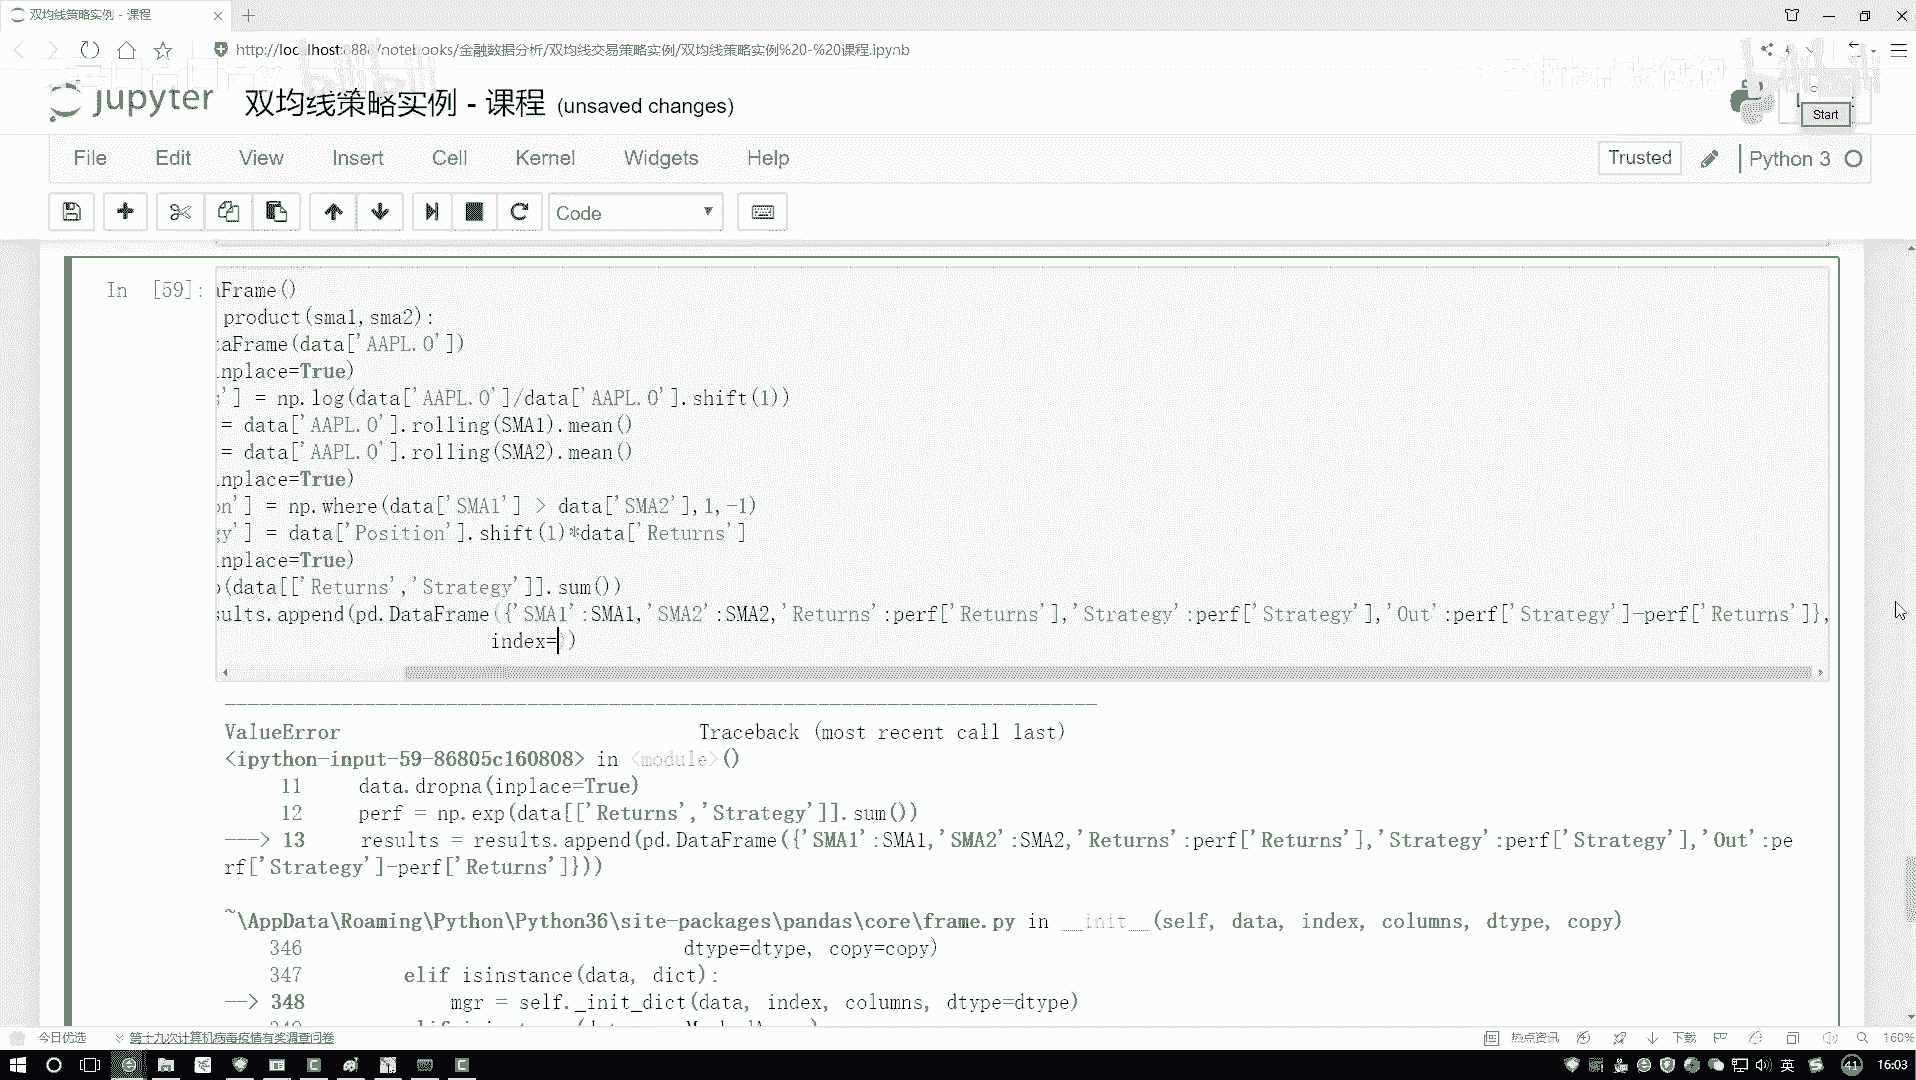 双均线策略实例 - 课程
http://localhost:888/notebooks/金融数据分析/双均线交易策略实例/双均线策略实例%20-%20课程.ipynb
jupyter 双均线策略实例 - 课程 (unsaved changes)
Start
File Edit View Insert Cell Kernel Widgets Help
Trusted Python 3
Code
In [59]:
aFrame()
product(sma1,sma2):
taFrame(data['AAPL.O'])
inplace=True)
s'] = np.log(data['AAPL.O']/data['AAPL.O'].shift(1))
= data['AAPL.O'].rolling(SMA1).mean()
= data['AAPL.O'].rolling(SMA2).mean()
inplace=True)
on'] = np.where(data['SMA1'] > data['SMA2'],1,-1)
gy'] = data['Position'].shift(1)*data['Returns']
inplace=True)
p(data[['Returns','Strategy']].sum())
sults.append(pd.DataFrame({'SMA1':SMA1,'SMA2':SMA2,'Returns':perf['Returns'],'Strategy':perf['Strategy'],'Out':perf['Strategy']-perf['Returns']},
index=))
ValueError Traceback (most recent call last)
<ipython-input-59-86805c160808> in <module>()
11 data.dropna(inplace=True)
12 perf = np.exp(data[['Returns','Strategy']].sum())
---> 13 results = results.append(pd.DataFrame({'SMA1':SMA1,'SMA2':SMA2,'Returns':perf['Returns'],'Strategy':perf['Strategy'],'Out':pe
rf['Strategy']-perf['Returns']}))
~\AppData\Roaming\Python\Python36\site-packages\pandas\core\frame.py in __init__(self, data, index, columns, dtype, copy)
346 dtype=dtype, copy=copy)
347 elif isinstance(data, dict):
--> 348 mgr = self._init_dict(data, index, columns, dtype=dtype)
今日优选 第十九次计算机病毒疫情有奖调查问卷
热点资讯 下载 160%
英 41 16:03